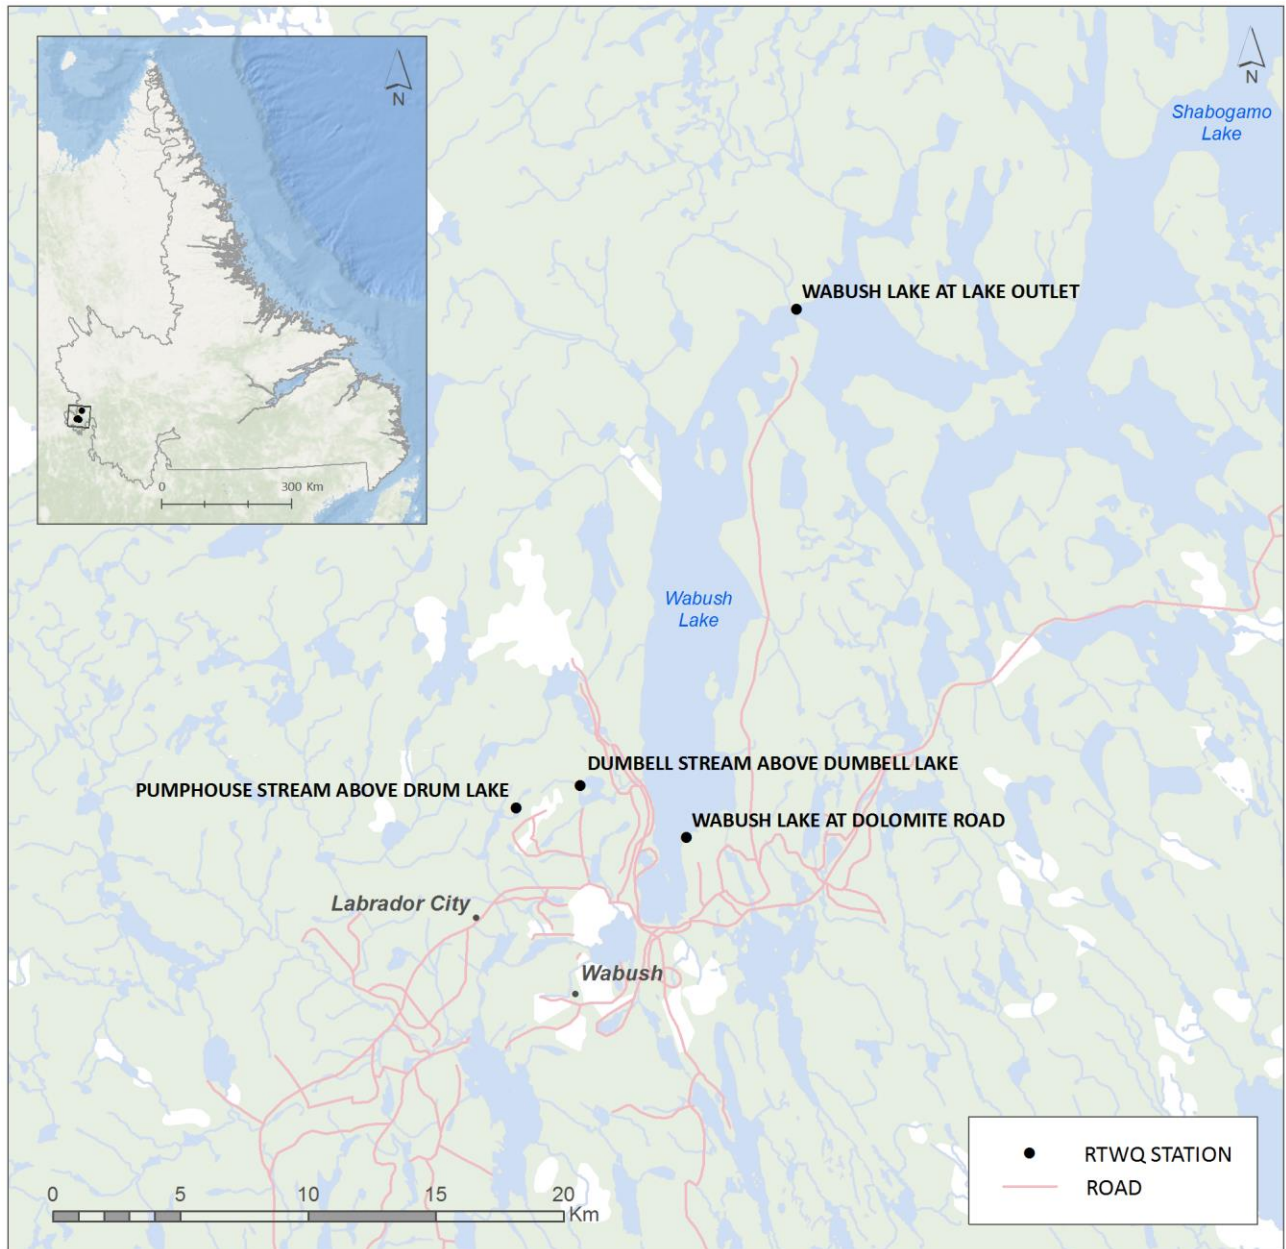 N
N
Shabogamo
Lake
WABUSH LAKE AT LAKE OUTLET
0 300 Km
Wabush
Lake
DUMBELL STREAM ABOVE DUMBELL LAKE
PUMPHOUSE STREAM ABOVE DRUM LAKE
WABUSH LAKE AT DOLOMITE ROAD
Labrador City
Wabush
RTWQ STATION
ROAD
0 5 10 15 20
Km